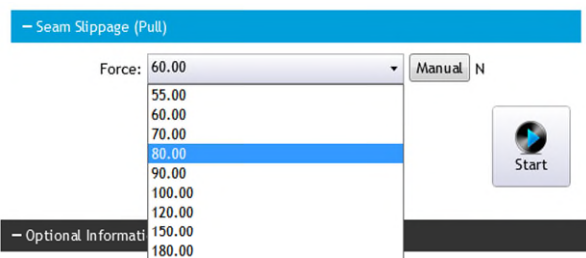 – Seam Slippage (Pull)
Force: 60.00 Manual N
55.00
60.00
70.00
80.00
90.00
100.00
120.00
150.00
180.00
Start
– Optional Informati